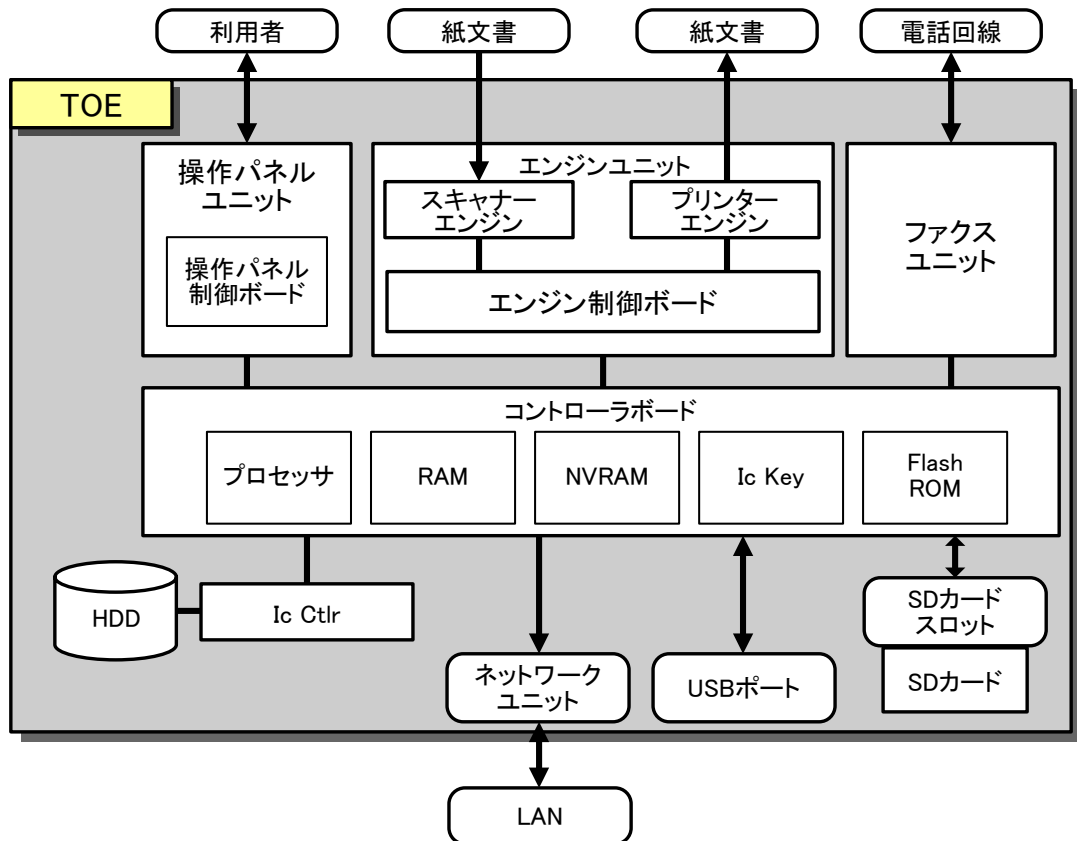 利用者
紙文書
紙文書
電話回線
TOE
操作パネル
ユニット
操作パネル
制御ボード
エンジンユニット
スキャナー
エンジン
プリンター
エンジン
エンジン制御ボード
ファクス
ユニット
コントローラボード
プロセッサ
RAM
NVRAM
Ic Key
Flash
ROM
HDD
Ic Ctlr
ネットワーク
ユニット
USBポート
SDカード
スロット
SDカード
LAN